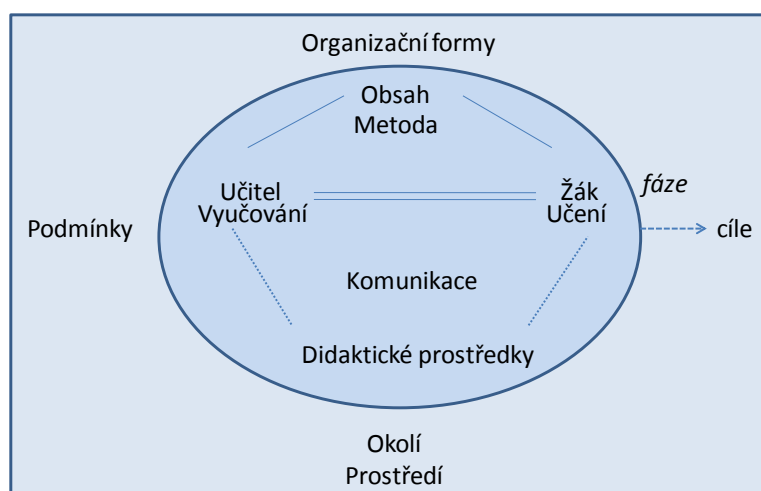 Organizační formy
Obsah
Metoda
fáze
Učitel
Vyučování
Žák
Učení
Podmínky
cíle
Komunikace
Didaktické prostředky
Okolí
Prostředí